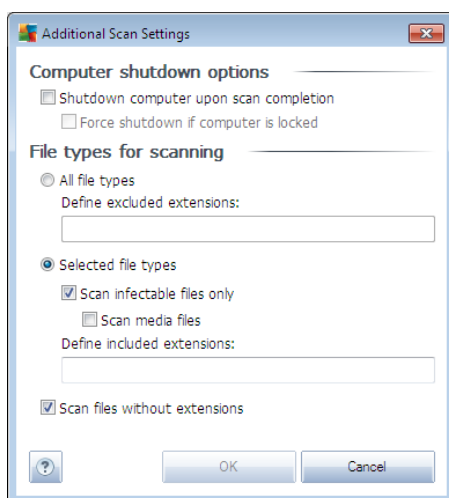 Additional Scan Settings
Computer shutdown options
Shutdown computer upon scan completion
Force shutdown if computer is locked
File types for scanning
All file types
Define excluded extensions:
Selected file types
Scan infectable files only
Scan media files
Define included extensions:
Scan files without extensions
? OK Cancel